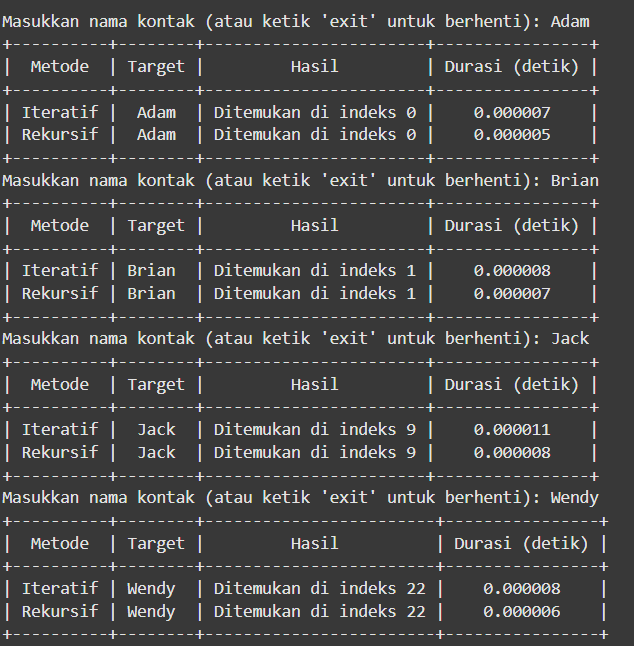 Masukkan nama kontak (atau ketik 'exit' untuk berhenti): Adam
+----------+--------+-----------------------+----------------+
|  Metode  | Target |         Hasil         | Durasi (detik) |
+----------+--------+-----------------------+----------------+
| Iteratif |  Adam  | Ditemukan di indeks 0 |    0.000007    |
| Rekursif |  Adam  | Ditemukan di indeks 0 |    0.000005    |
+----------+--------+-----------------------+----------------+
Masukkan nama kontak (atau ketik 'exit' untuk berhenti): Brian
+----------+--------+-----------------------+----------------+
|  Metode  | Target |         Hasil         | Durasi (detik) |
+----------+--------+-----------------------+----------------+
| Iteratif | Brian  | Ditemukan di indeks 1 |    0.000008    |
| Rekursif | Brian  | Ditemukan di indeks 1 |    0.000007    |
+----------+--------+-----------------------+----------------+
Masukkan nama kontak (atau ketik 'exit' untuk berhenti): Jack
+----------+--------+-----------------------+----------------+
|  Metode  | Target |         Hasil         | Durasi (detik) |
+----------+--------+-----------------------+----------------+
| Iteratif |  Jack  | Ditemukan di indeks 9 |    0.000011    |
| Rekursif |  Jack  | Ditemukan di indeks 9 |    0.000008    |
+----------+--------+-----------------------+----------------+
Masukkan nama kontak (atau ketik 'exit' untuk berhenti): Wendy
+----------+--------+------------------------+----------------+
|  Metode  | Target |         Hasil          | Durasi (detik) |
+----------+--------+------------------------+----------------+
| Iteratif | Wendy  | Ditemukan di indeks 22 |    0.000008    |
| Rekursif | Wendy  | Ditemukan di indeks 22 |    0.000006    |
+----------+--------+------------------------+----------------+